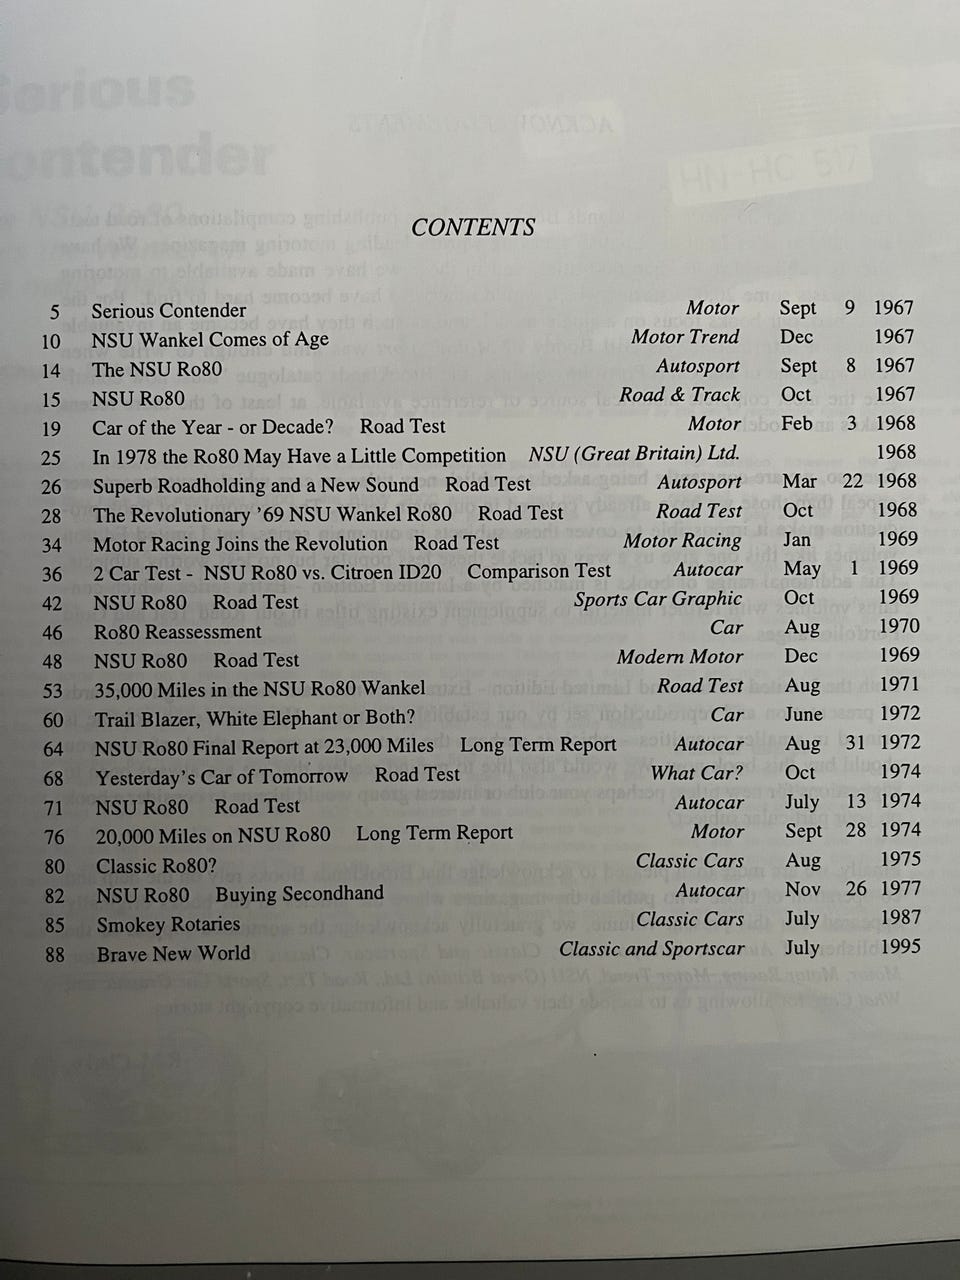 Serious
Contender
HN-HC 517
CONTENTS
5 Serious Contender Motor Sept 9 1967
10 NSU Wankel Comes of Age Motor Trend Dec 1967
14 The NSU Ro80 Autosport Sept 8 1967
15 NSU Ro80 Road & Track Oct 1967
19 Car of the Year - or Decade? Road Test Motor Feb 3 1968
25 In 1978 the Ro80 May Have a Little Competition NSU (Great Britain) Ltd. 1968
26 Superb Roadholding and a New Sound Road Test Autosport Mar 22 1968
28 The Revolutionary ’69 NSU Wankel Ro80 Road Test Road Test Oct 1968
34 Motor Racing Joins the Revolution Road Test Motor Racing Jan 1969
36 2 Car Test - NSU Ro80 vs. Citroen ID20 Comparison Test Autocar May 1 1969
42 NSU Ro80 Road Test Sports Car Graphic Oct 1969
46 Ro80 Reassessment Car Aug 1970
48 NSU Ro80 Road Test Modern Motor Dec 1969
53 35,000 Miles in the NSU Ro80 Wankel Road Test Aug 1971
60 Trail Blazer, White Elephant or Both? Car June 1972
64 NSU Ro80 Final Report at 23,000 Miles Long Term Report Autocar Aug 31 1972
68 Yesterday’s Car of Tomorrow Road Test What Car? Oct 1974
71 NSU Ro80 Road Test Autocar July 13 1974
76 20,000 Miles on NSU Ro80 Long Term Report Motor Sept 28 1974
80 Classic Ro80? Classic Cars Aug 1975
82 NSU Ro80 Buying Secondhand Autocar Nov 26 1977
85 Smokey Rotaries Classic Cars July 1987
88 Brave New World Classic and Sportscar July 1995